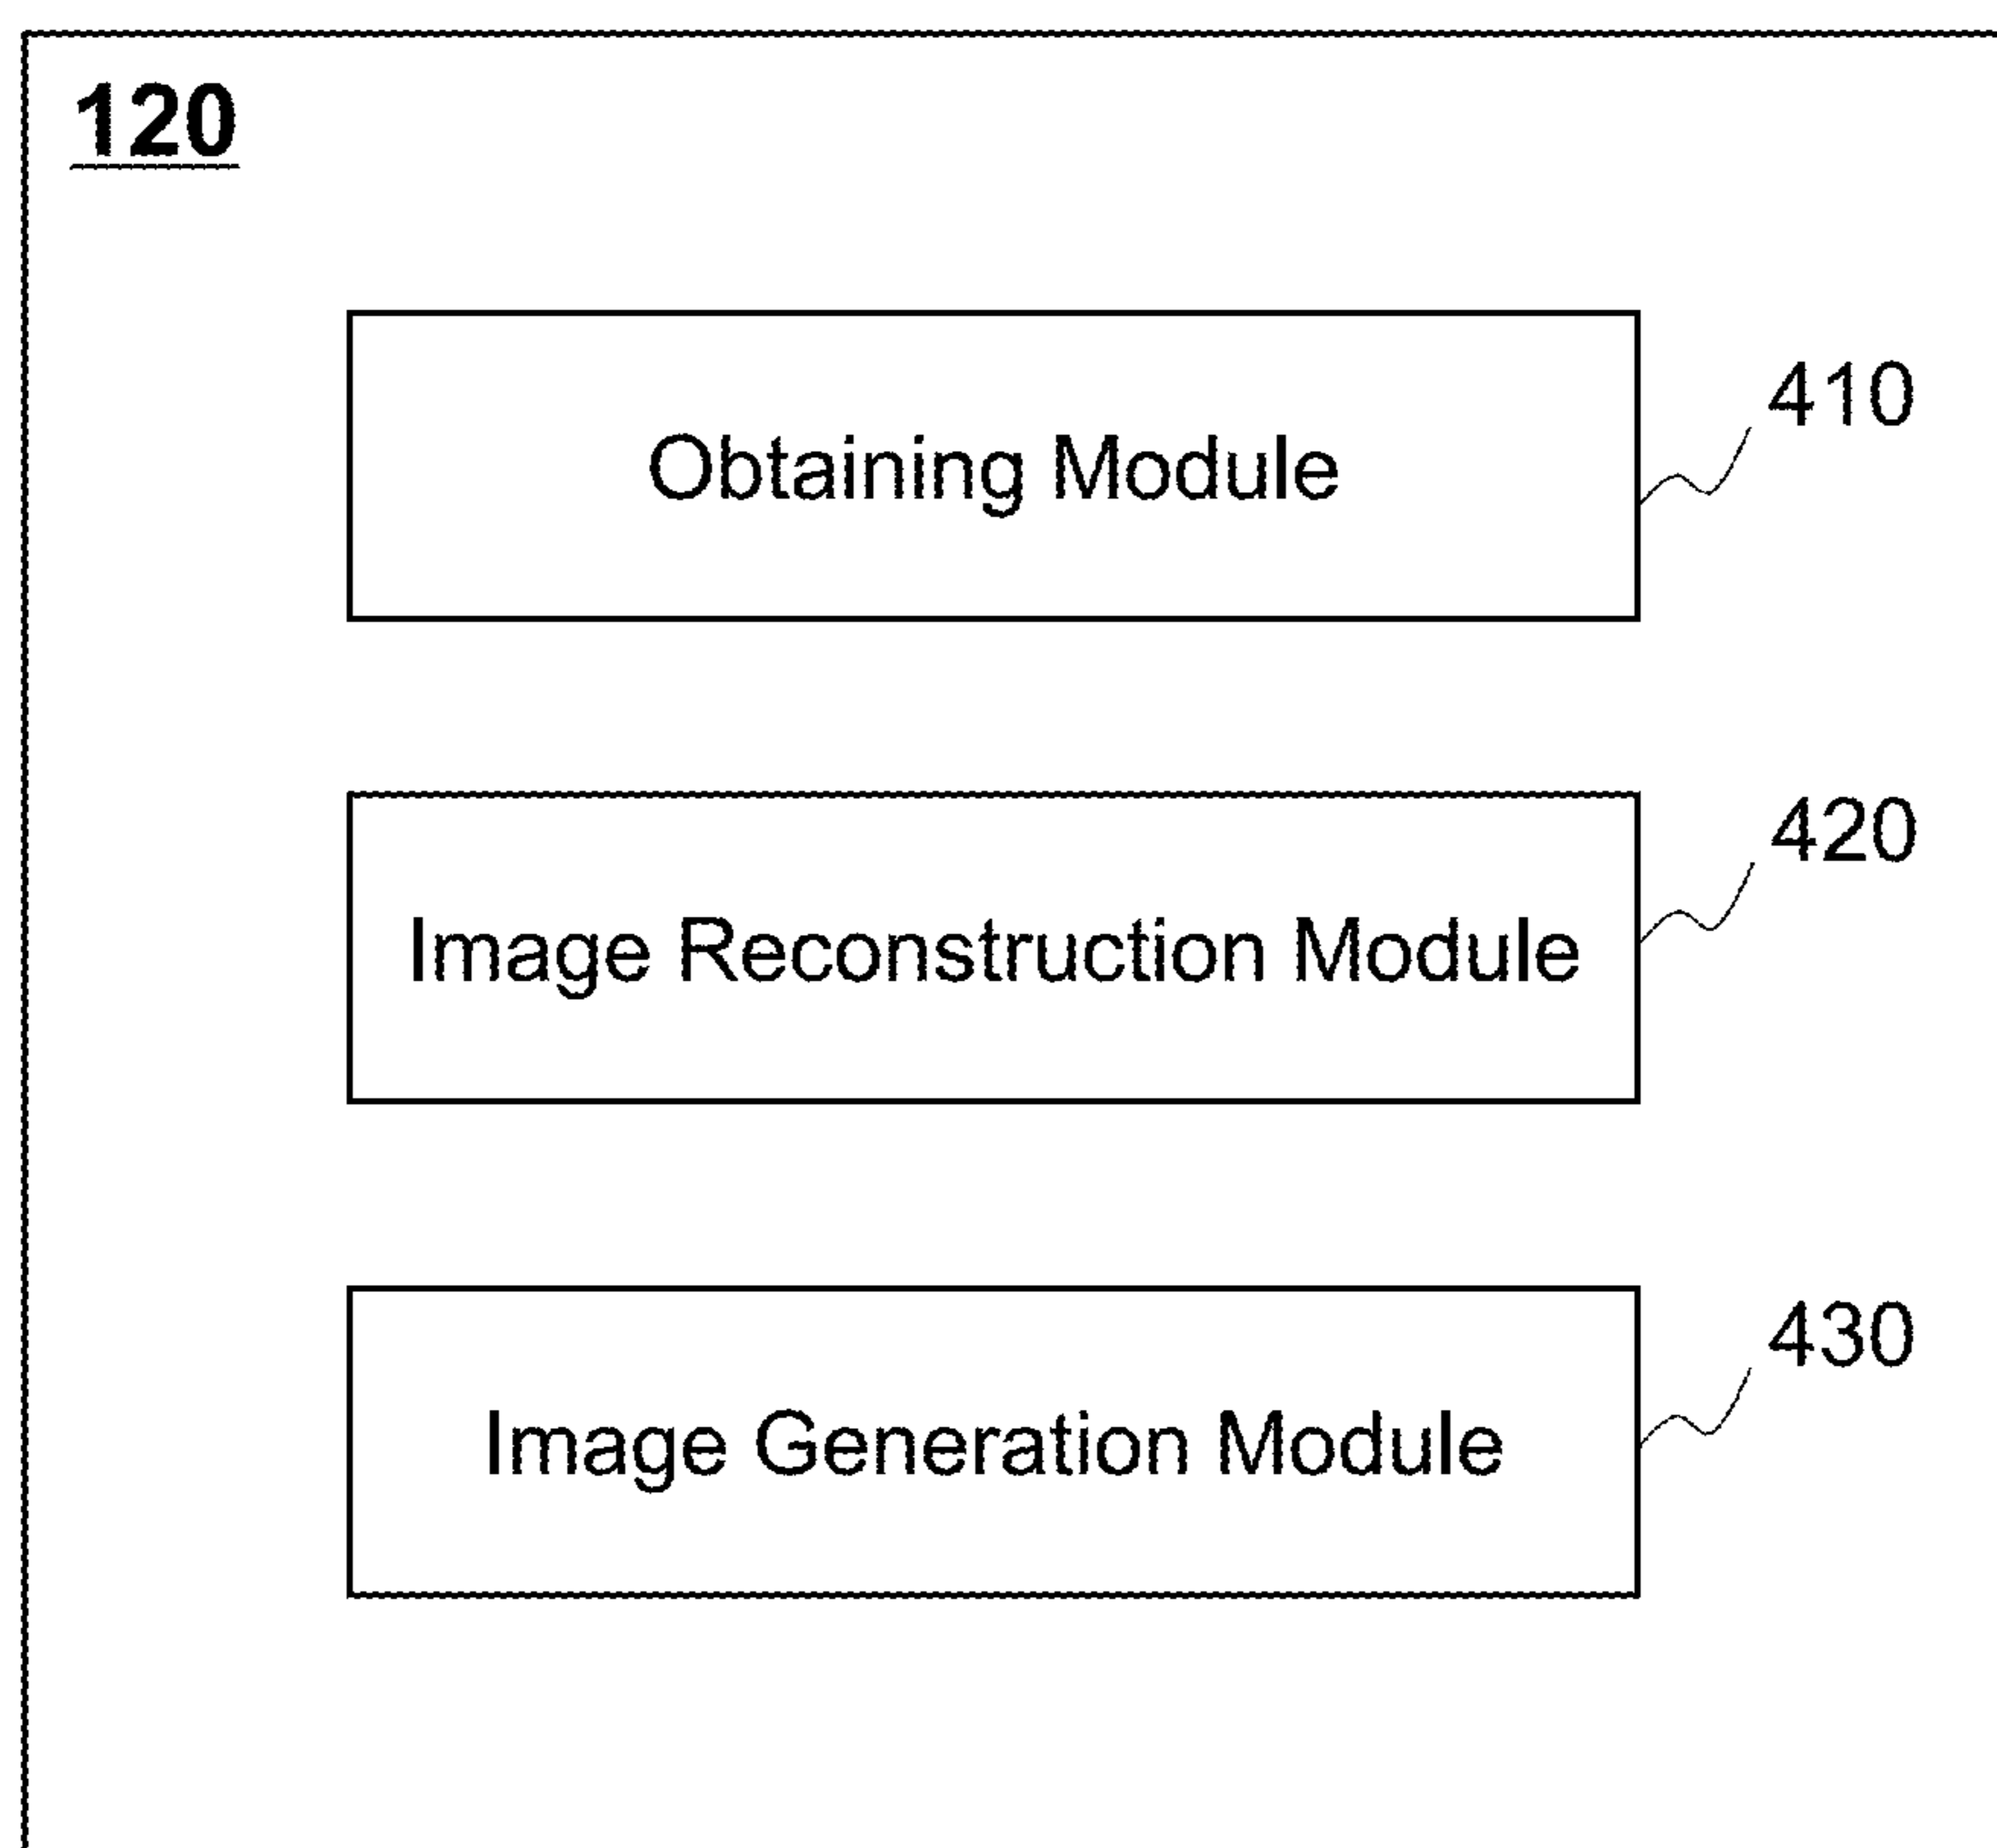 120
410
Obtaining Module
420
Image Reconstruction Module
430
Image Generation Module